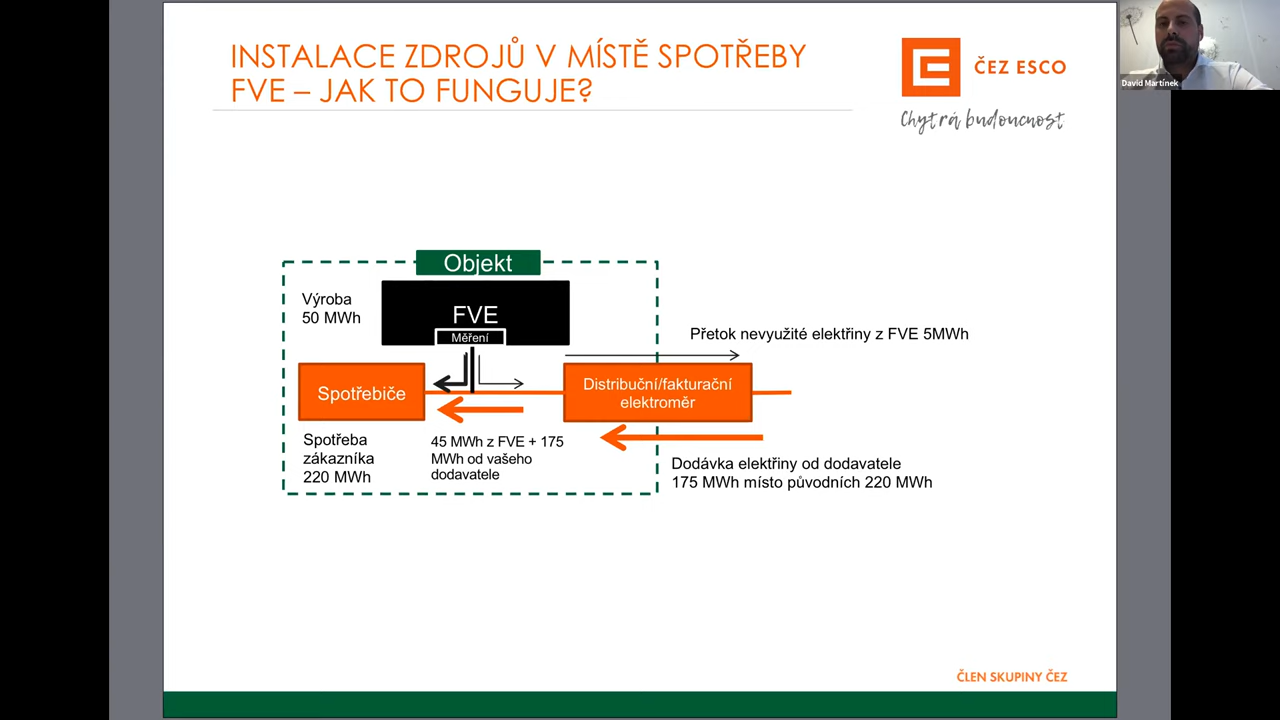 INSTALACE ZDROJŮ V MÍSTĚ SPOTŘEBY
FVE – JAK TO FUNGUJE?
ČEZ ESCO
Chytrá budoucnost
David Martínek
Objekt
Výroba
50 MWh
FVE
Měření
Přetok nevyužité elektřiny z FVE 5MWh
Spotřebiče
Distribuční/fakturační
elektroměr
Spotřeba
zákazníka
220 MWh
45 MWh z FVE + 175
MWh od vašeho
dodavatele
Dodávka elektřiny od dodavatele
175 MWh místo původních 220 MWh
ČLEN SKUPINY ČEZ